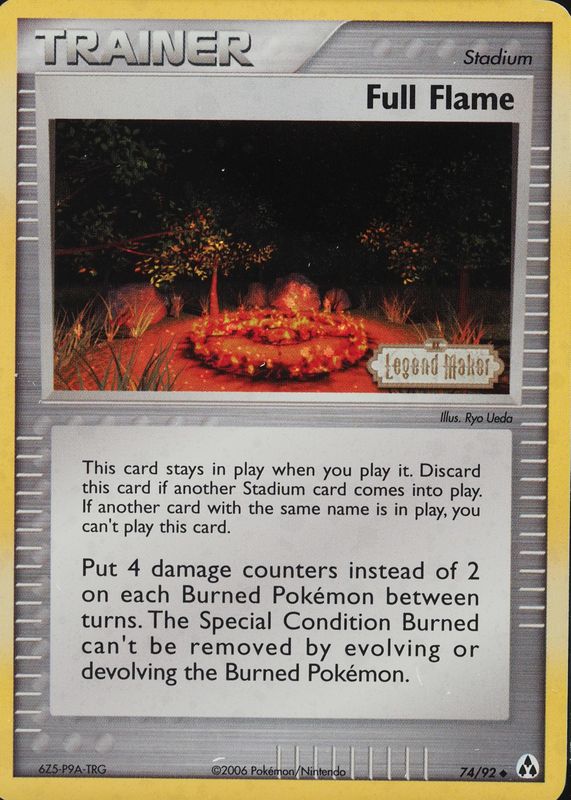 TRAINER
Stadium
Full Flame
EX
Legend Maker
Illus. Ryo Ueda
This card stays in play when you play it. Discard
this card if another Stadium card comes into play.
If another card with the same name is in play, you
can't play this card.
Put 4 damage counters instead of 2
on each Burned Pokémon between
turns. The Special Condition Burned
can't be removed by evolving or
devolving the Burned Pokémon.
6Z5-P9A-TRG
©2006 Pokémon/Nintendo
74/92